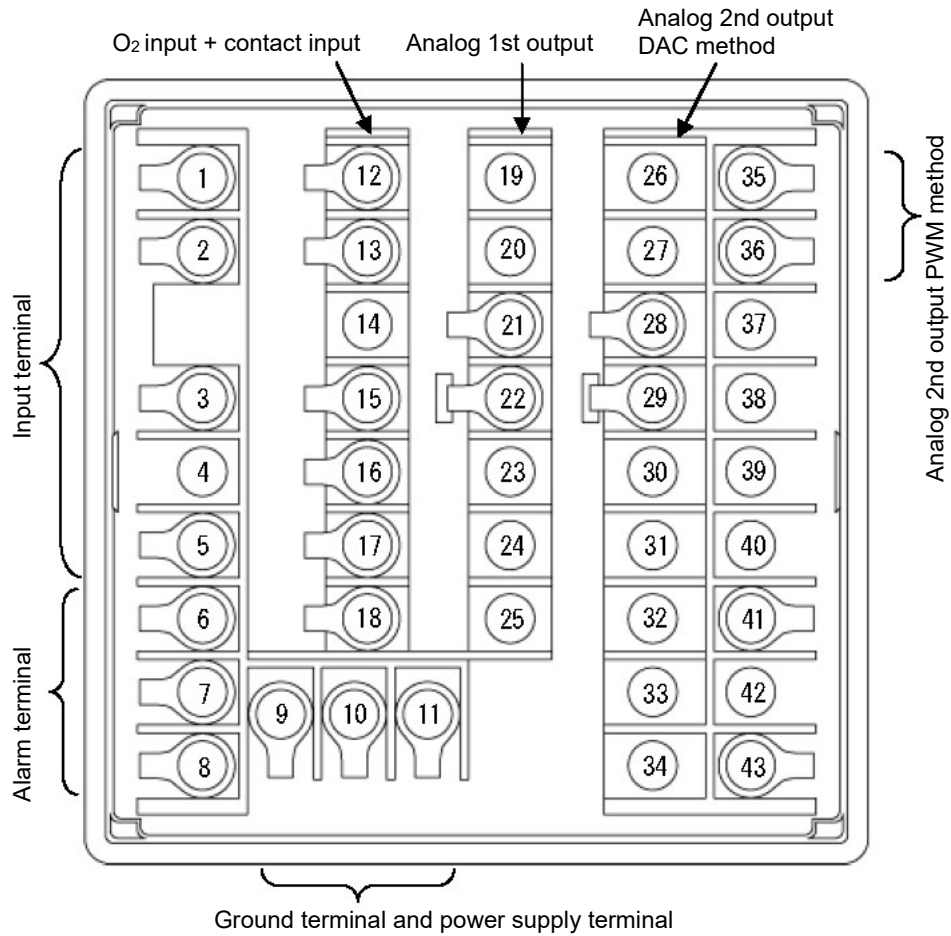 O2 input + contact input
Analog 1st output
Analog 2nd output
DAC method
1 12 19 26 35
2 13 20 27 36
14 21 28 37
3 15 22 29 38
4 16 23 30 39
5 17 24 31 40
6 18 25 32 41
7 9 10 11 33 42
8 34 43
Input terminal
Alarm terminal
Analog 2nd output PWM method
Ground terminal and power supply terminal